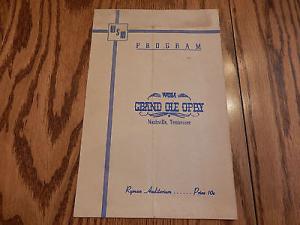 WSM
PROGRAM
WSM
GRAND OLE OPRY
Nashville, Tennessee
Ryman Auditorium ...... Price 10c